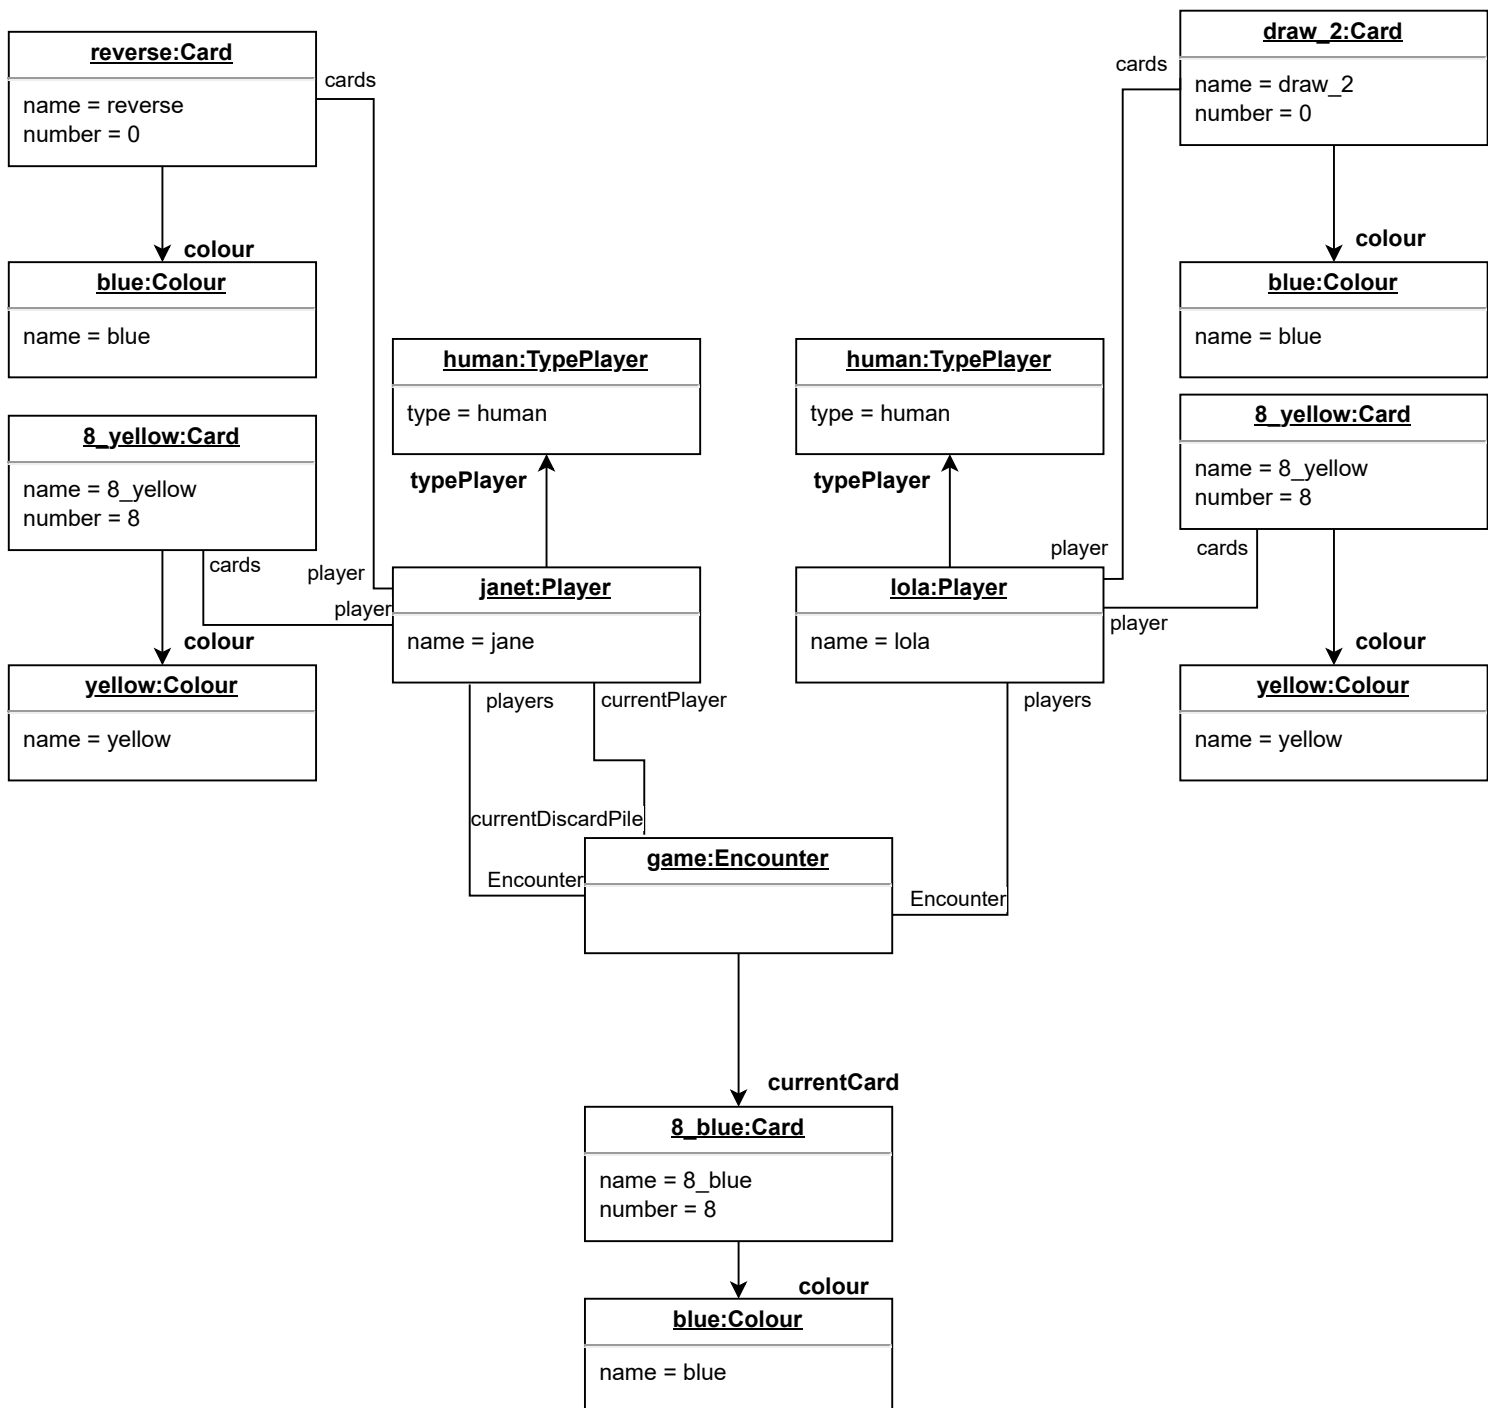 reverse:Card
name = reverse
number = 0
cards
draw_2:Card
name = draw_2
number = 0
cards
colour
blue:Colour
name = blue
colour
blue:Colour
name = blue
human:TypePlayer
type = human
typePlayer
human:TypePlayer
type = human
typePlayer
8_yellow:Card
name = 8_yellow
number = 8
cards
8_yellow:Card
name = 8_yellow
number = 8
cards
player
player
janet:Player
name = jane
player
player
lola:Player
name = lola
colour
yellow:Colour
name = yellow
colour
yellow:Colour
name = yellow
players
currentPlayer
players
currentDiscardPile
Encounter
game:Encounter
Encounter
currentCard
8_blue:Card
name = 8_blue
number = 8
colour
blue:Colour
name = blue